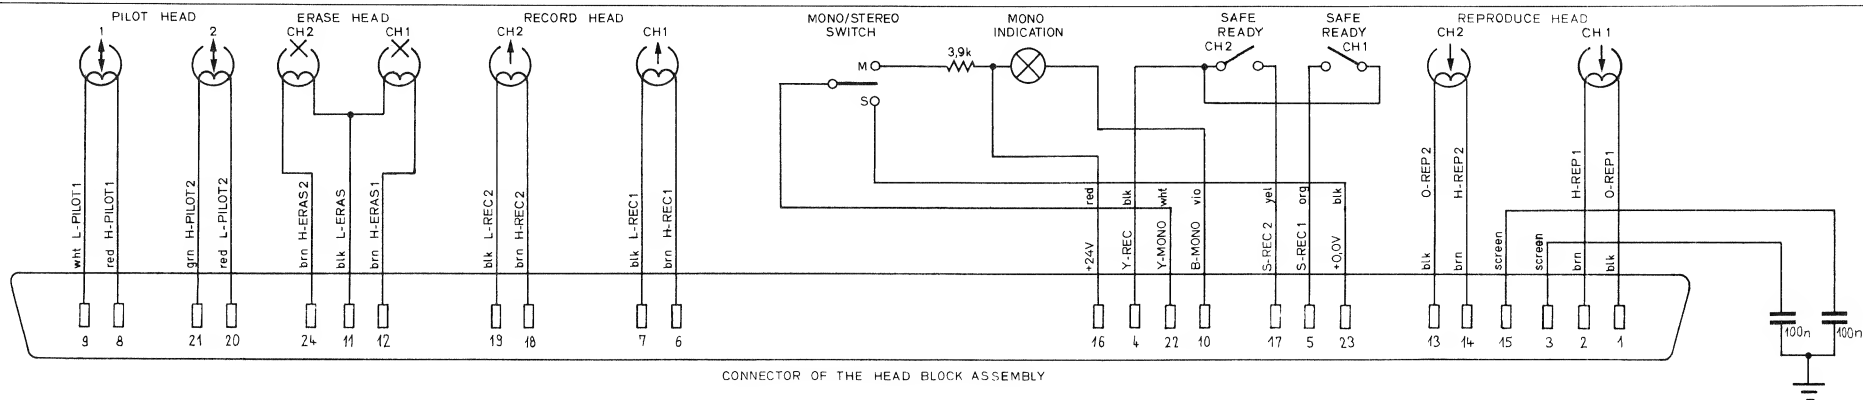 PILOT HEAD
ERASE HEAD
RECORD HEAD
MONO/STEREO
SWITCH
MONO
INDICATION
SAFE
READY
SAFE
READY
REPRODUCE HEAD
1
2
CH2
CH1
CH2
CH1
CH2
CH1
CH2
CH 1
M
S
3,9k
wht L-PILOT1
red H-PILOT1
grn H-PILOT2
red L-PILOT2
brn H-ERAS2
blk L-ERAS
brn H-ERAS1
blk L-REC2
brn H-REC2
blk L-REC1
brn H-REC1
red +24V
blk Y-REC
wht Y-MONO
vio B-MONO
yel S-REC2
org S-REC1
blk +0,0V
blk O-REP2
brn H-REP2
screen
screen
brn H-REP1
blk O-REP1
9 8 21 20 24 11 12 19 18 7 6 16 4 22 10 17 5 23 13 14 15 3 2 1
100n
100n
CONNECTOR OF THE HEAD BLOCK ASSEMBLY